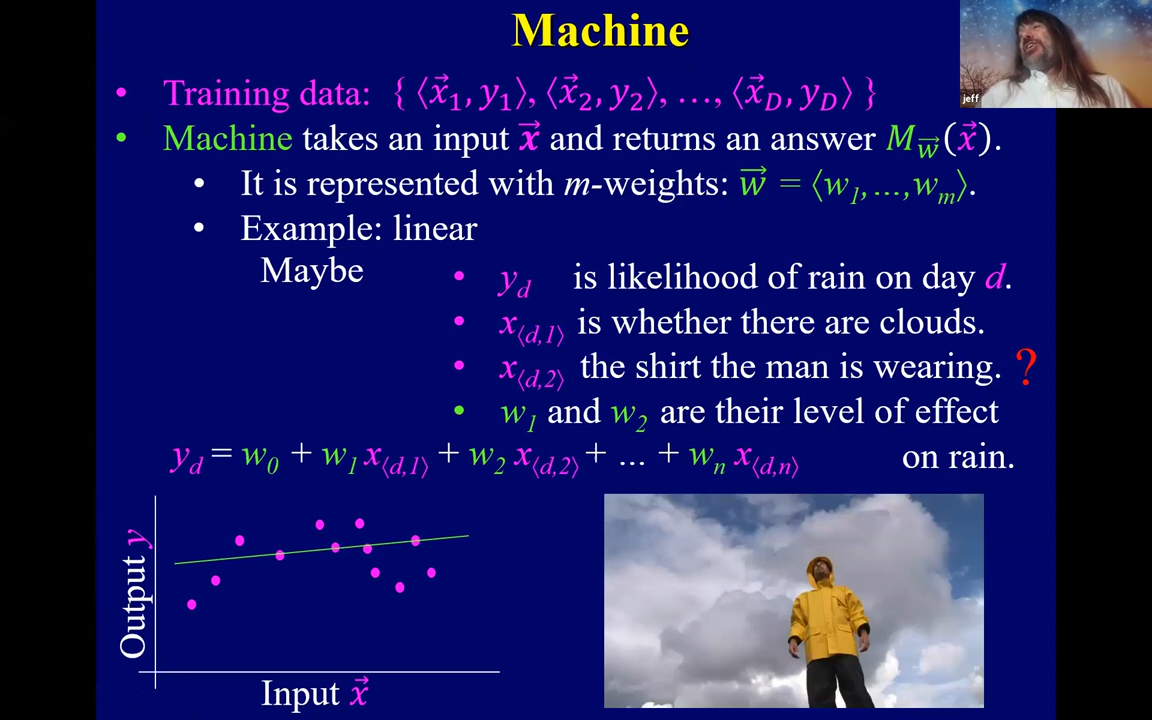 Machine
jeff
• Training data: { ⟨x⃗₁, y₁⟩, ⟨x⃗₂, y₂⟩, …, ⟨x⃗_D, y_D⟩ }
• Machine takes an input x⃗ and returns an answer M_w⃗(x⃗).
• It is represented with m-weights: w⃗ = ⟨w₁,…,wₘ⟩.
• Example: linear
Maybe
• y_d is likelihood of rain on day d.
• x_⟨d,1⟩ is whether there are clouds.
• x_⟨d,2⟩ the shirt the man is wearing. ?
• w₁ and w₂ are their level of effect
on rain.
y_d = w₀ + w₁ x_⟨d,1⟩ + w₂ x_⟨d,2⟩ + … + wₙ x_⟨d,n⟩
Output y
Input x⃗